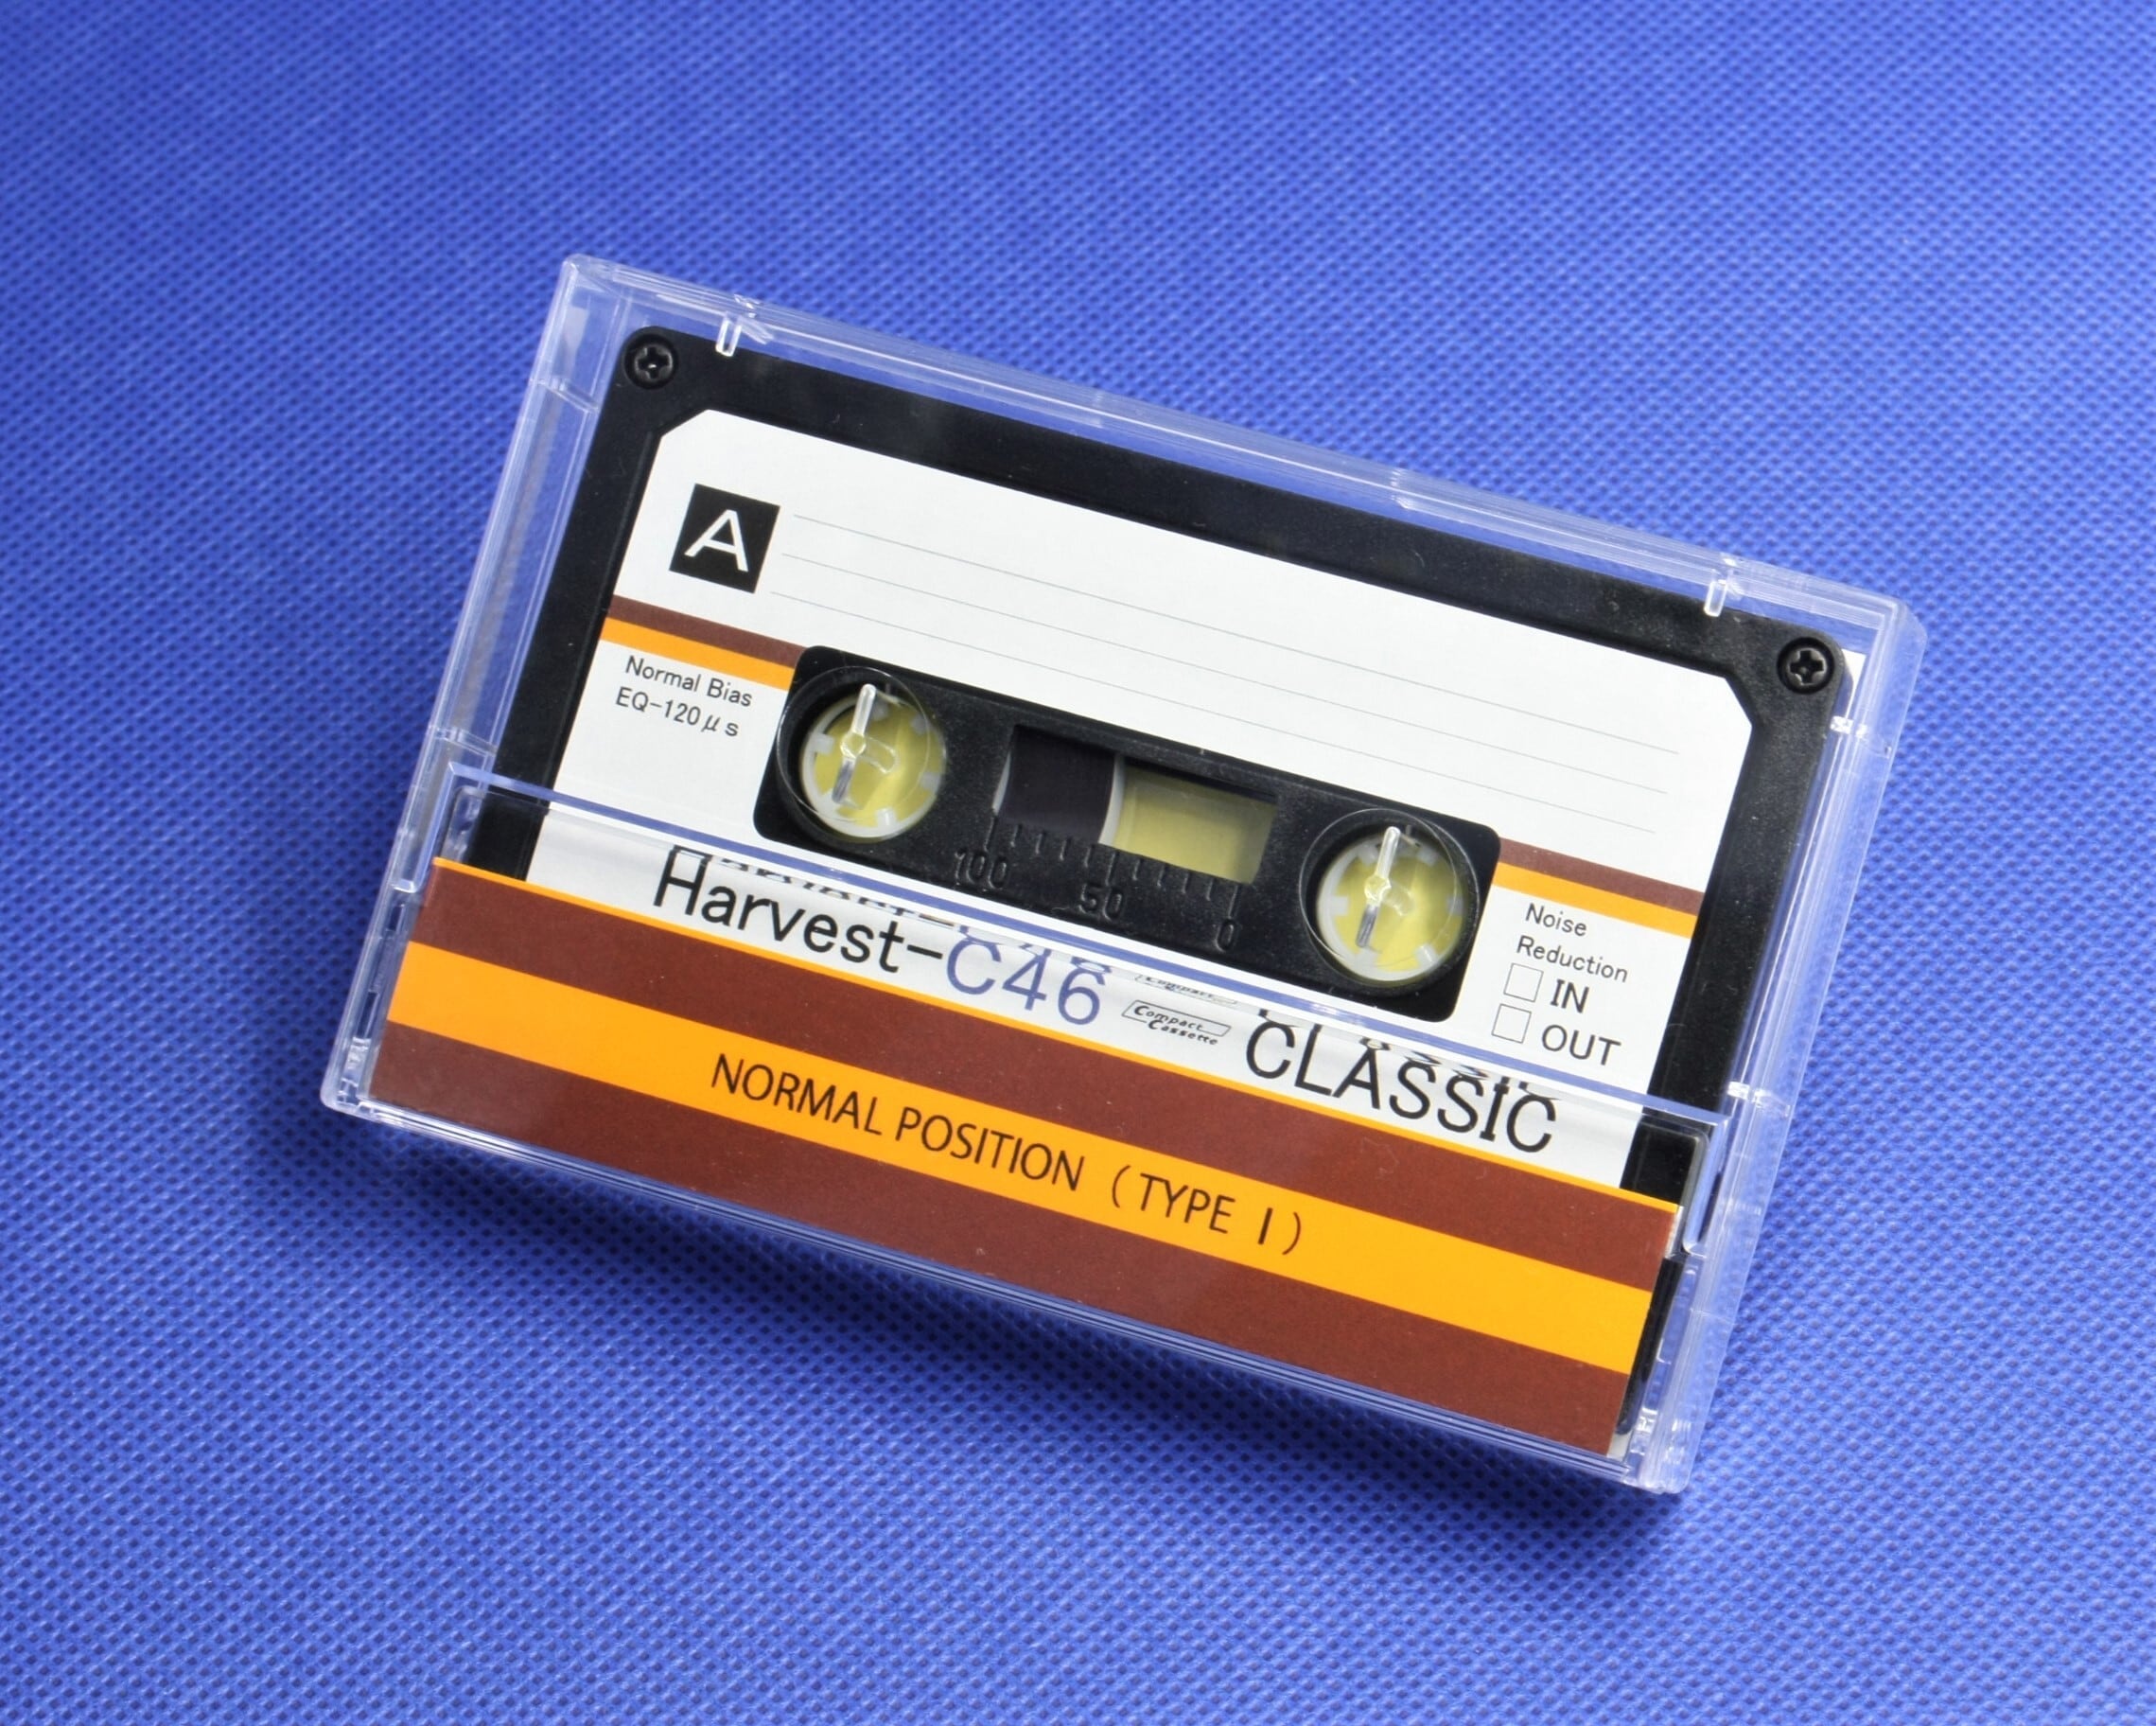 A
Normal Bias
EQ-120μs
100
50
0
Noise
Reduction
IN
OUT
Harvest-C46
Compact
Cassette
CLASSIC
NORMAL POSITION (TYPE I)